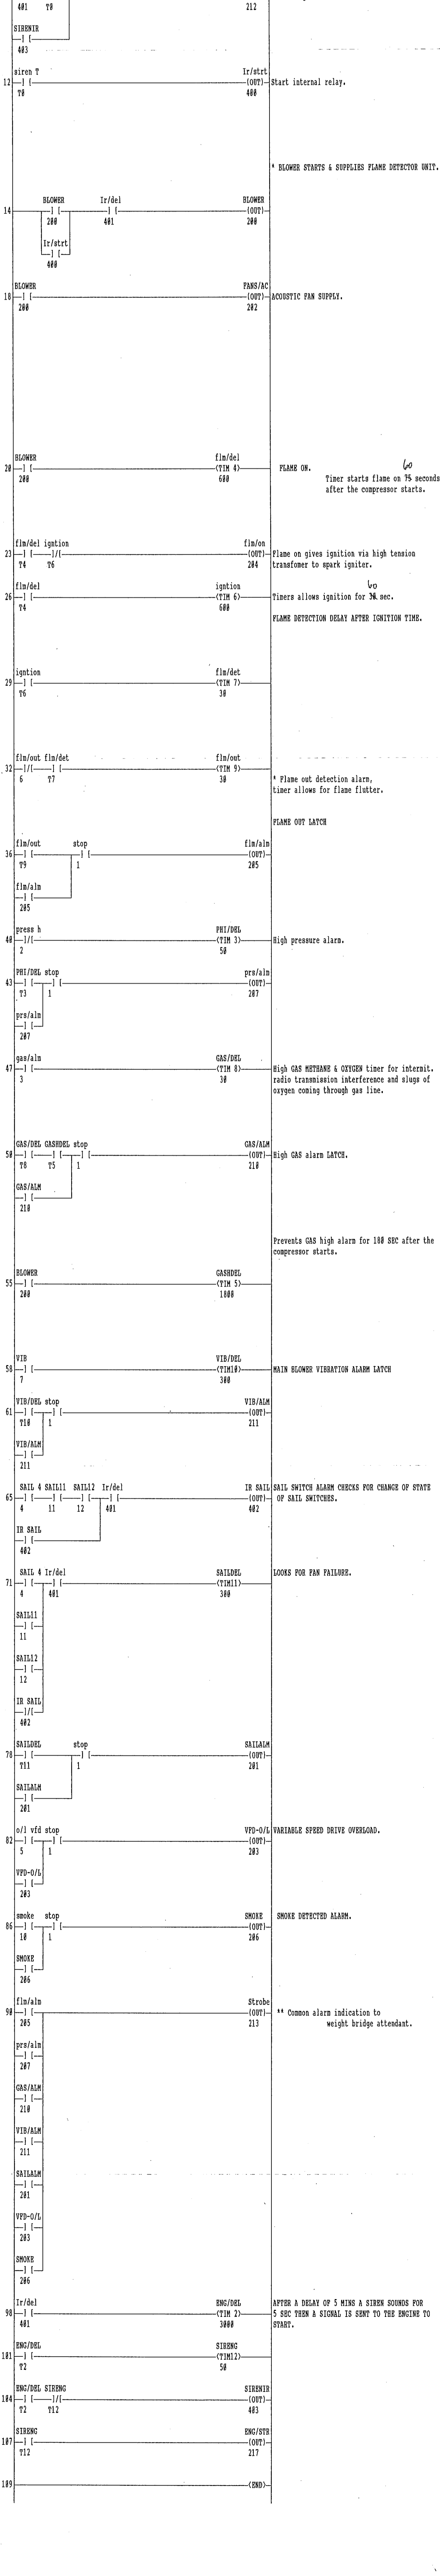 401 T0 212
SIRENIR
403
siren T Ir/strt
12 (OUT) Start internal relay.
T0 400
* BLOWER STARTS & SUPPLIES FLAME DETECTOR UNIT.
BLOWER Ir/del BLOWER
14 (OUT)
200 401 200
Ir/strt
400
BLOWER FANS/AC
18 (OUT) ACOUSTIC FAN SUPPLY.
200 202
BLOWER flm/del 60
20 (TIM 4) FLAME ON.
200 600 Timer starts flame on 75 seconds
after the compressor starts.
flm/del igntion flm/on
23 (OUT) Flame on gives ignition via high tension
T4 T6 204 transfomer to spark igniter.
flm/del igntion 60
26 (TIM 6) Timers allows ignition for 30 sec.
T4 600
FLAME DETECTION DELAY AFTER IGNITION TIME.
igntion flm/det
29 (TIM 7)
T6 30
flm/out flm/det flm/out
32 (TIM 9)
6 T7 30 * Flame out detection alarm,
timer allows for flame flutter.
FLAME OUT LATCH
flm/out stop flm/alm
36 (OUT)
T9 1 205
flm/alm
205
press h PHI/DEL
40 (TIM 3) High pressure alarm.
2 50
PHI/DEL stop prs/alm
43 (OUT)
T3 1 207
prs/alm
207
gas/alm GAS/DEL
47 (TIM 8) High GAS METHANE & OXYGEN timer for intermit.
3 30 radio transmission interference and slugs of
oxygen coming through gas line.
GAS/DEL GASHDEL stop GAS/ALM
50 (OUT) High GAS alarm LATCH.
T8 T5 1 210
GAS/ALM
210
Prevents GAS high alarm for 180 SEC after the
compressor starts.
BLOWER GASHDEL
55 (TIM 5)
200 1800
VIB VIB/DEL
58 (TIM10) MAIN BLOWER VIBRATION ALARM LATCH
7 300
VIB/DEL stop VIB/ALM
61 (OUT)
T10 1 211
VIB/ALM
211
SAIL 4 SAIL11 SAIL12 Ir/del IR SAIL SAIL SWITCH ALARM CHECKS FOR CHANGE OF STATE
65 (OUT) OF SAIL SWITCHES.
4 11 12 401 402
IR SAIL
402
SAIL 4 Ir/del SAILDEL LOOKS FOR FAN FAILURE.
71 (TIM11)
4 401 300
SAIL11
11
SAIL12
12
IR SAIL
402
SAILDEL stop SAILALM
78 (OUT)
T11 1 201
SAILALM
201
o/l vfd stop VFD-O/L VARIABLE SPEED DRIVE OVERLOAD.
82 (OUT)
5 1 203
VFD-O/L
203
smoke stop SMOKE SMOKE DETECTED ALARM.
86 (OUT)
10 1 206
SMOKE
206
flm/alm Strobe
90 (OUT) ** Common alarm indication to
205 213 weight bridge attendant.
prs/alm
207
GAS/ALM
210
VIB/ALM
211
SAILALM
201
VFD-O/L
203
SMOKE
206
Ir/del ENG/DEL AFTER A DELAY OF 5 MINS A SIREN SOUNDS FOR
98 (TIM 2) 5 SEC THEN A SIGNAL IS SENT TO THE ENGINE TO
401 3000 START.
ENG/DEL SIRENG
101 (TIM12)
T2 50
ENG/DEL SIRENG SIRENIR
104 (OUT)
T2 T12 403
SIRENG ENG/STR
107 (OUT)
T12 217
109 (END)